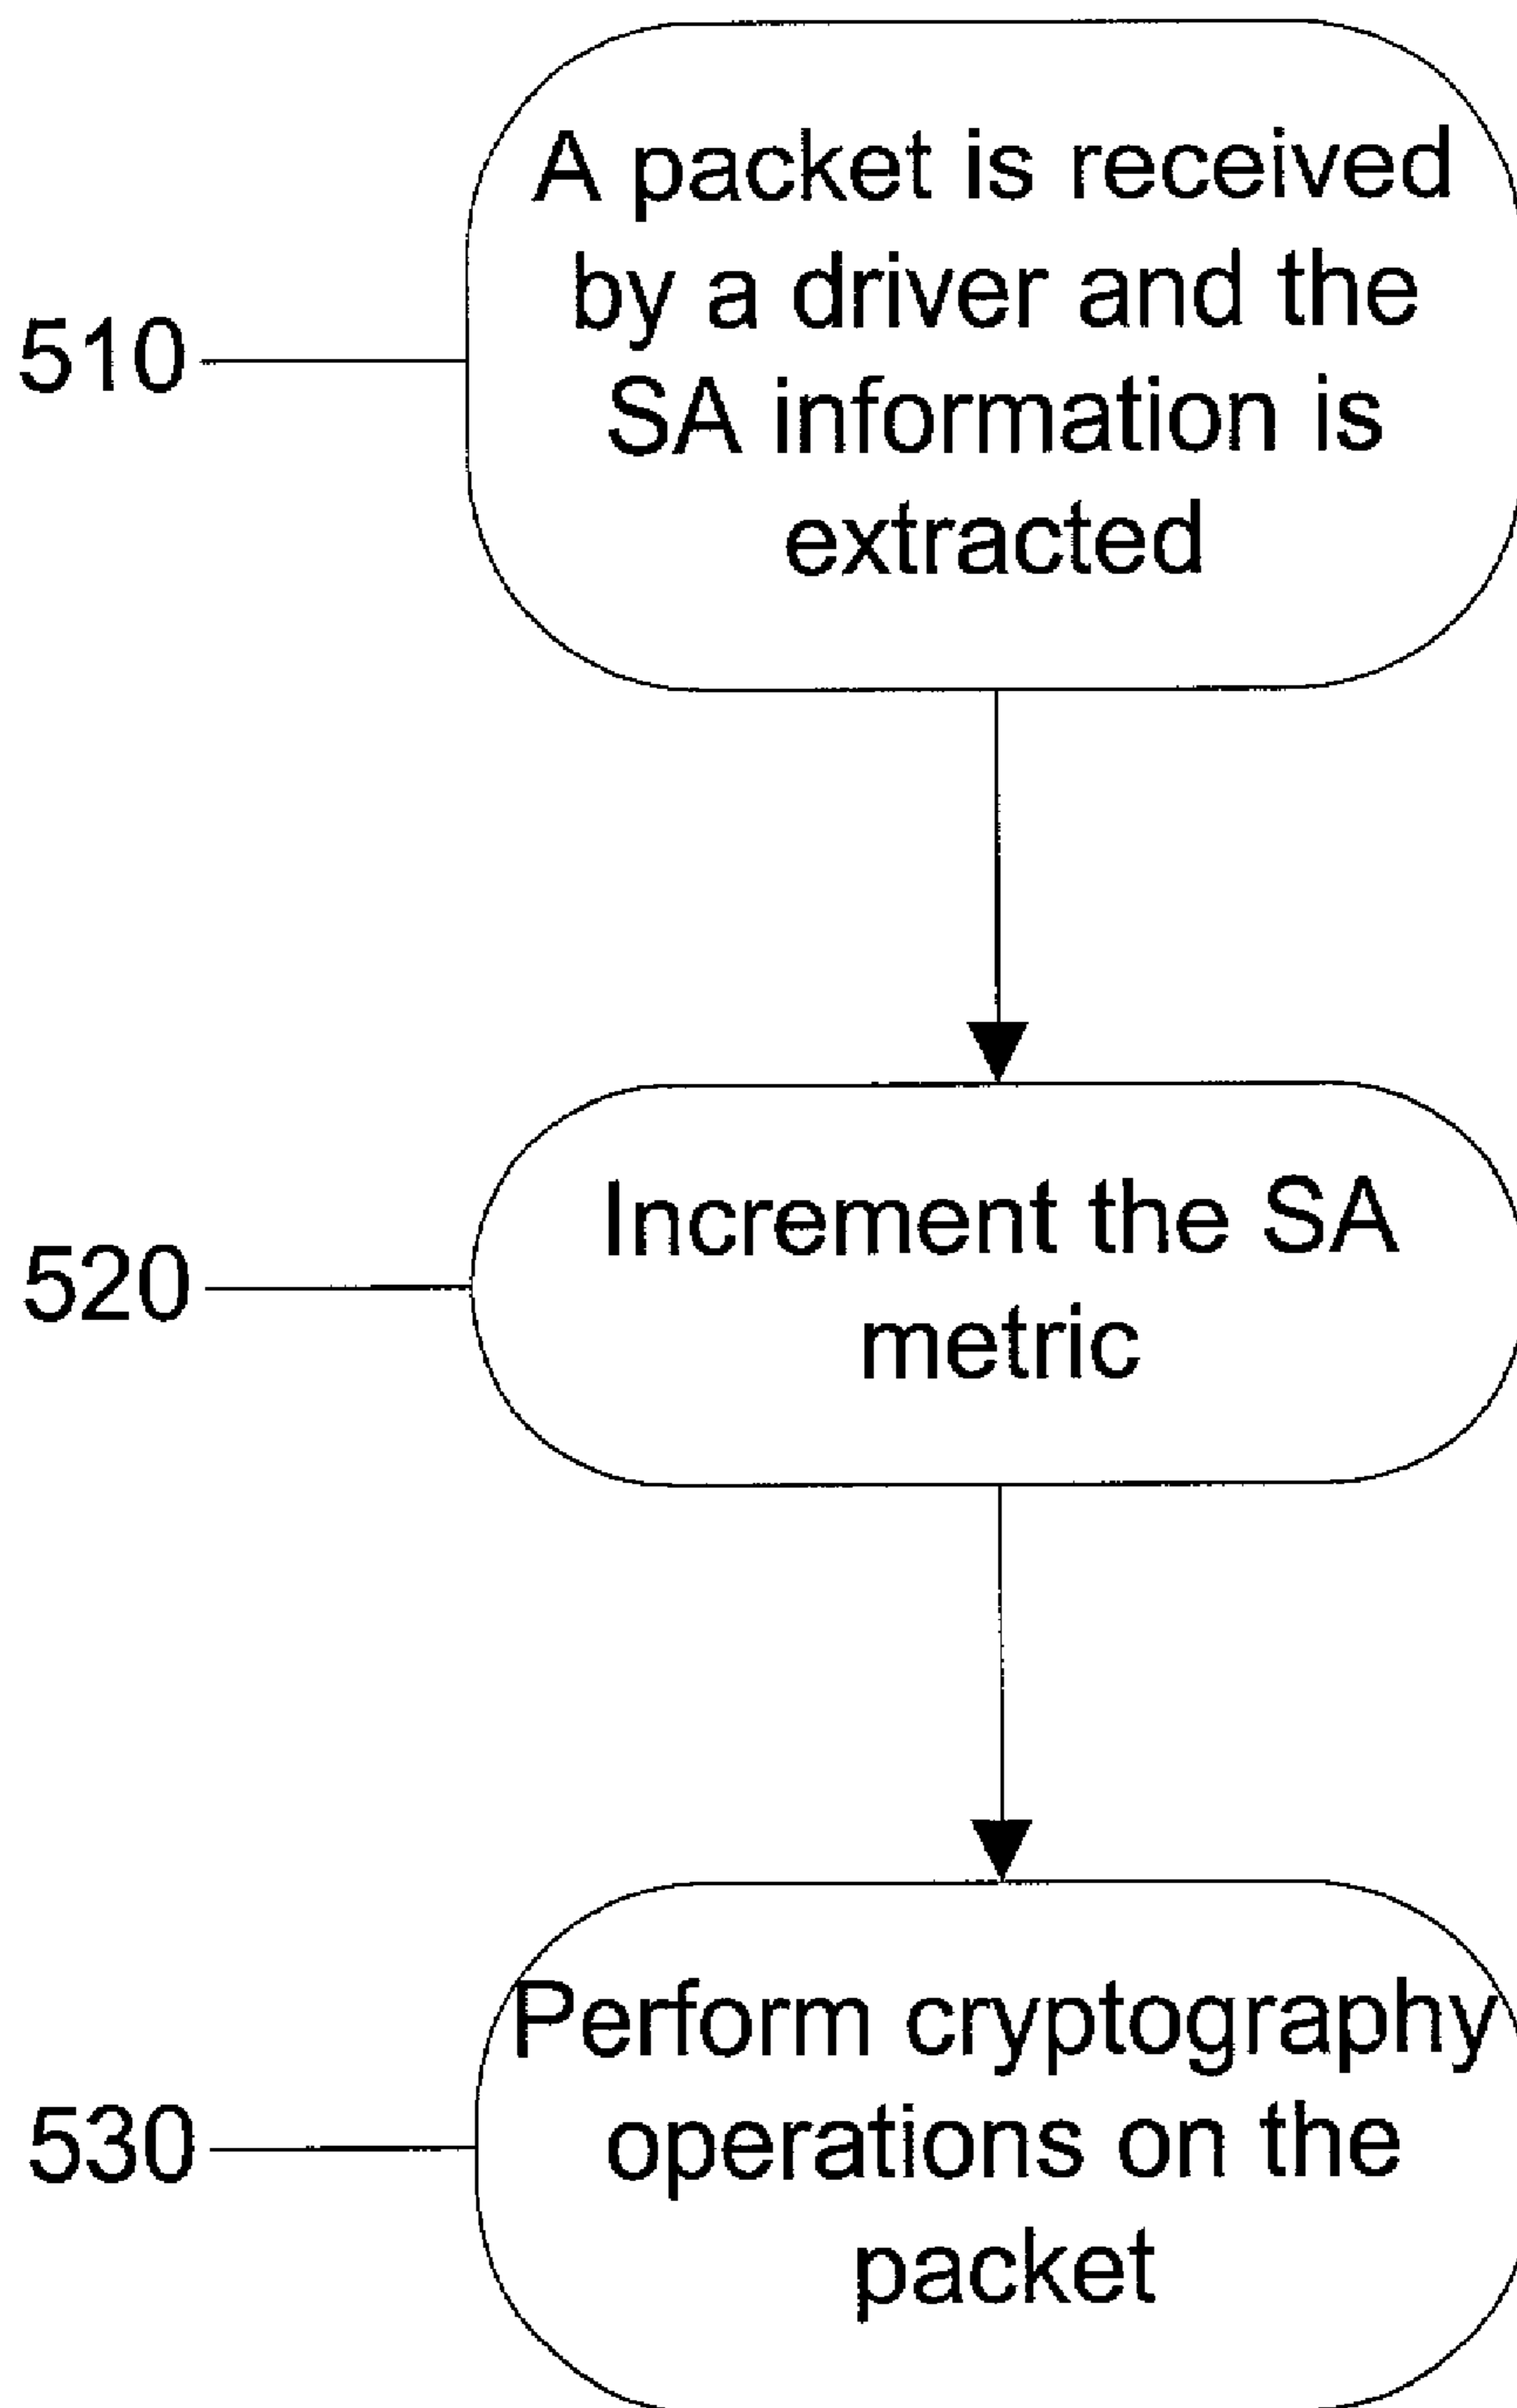 A packet is received
by a driver and the
510
SA information is
extracted
Increment the SA
520
metric
Perform cryptography
operations on the
530
packet